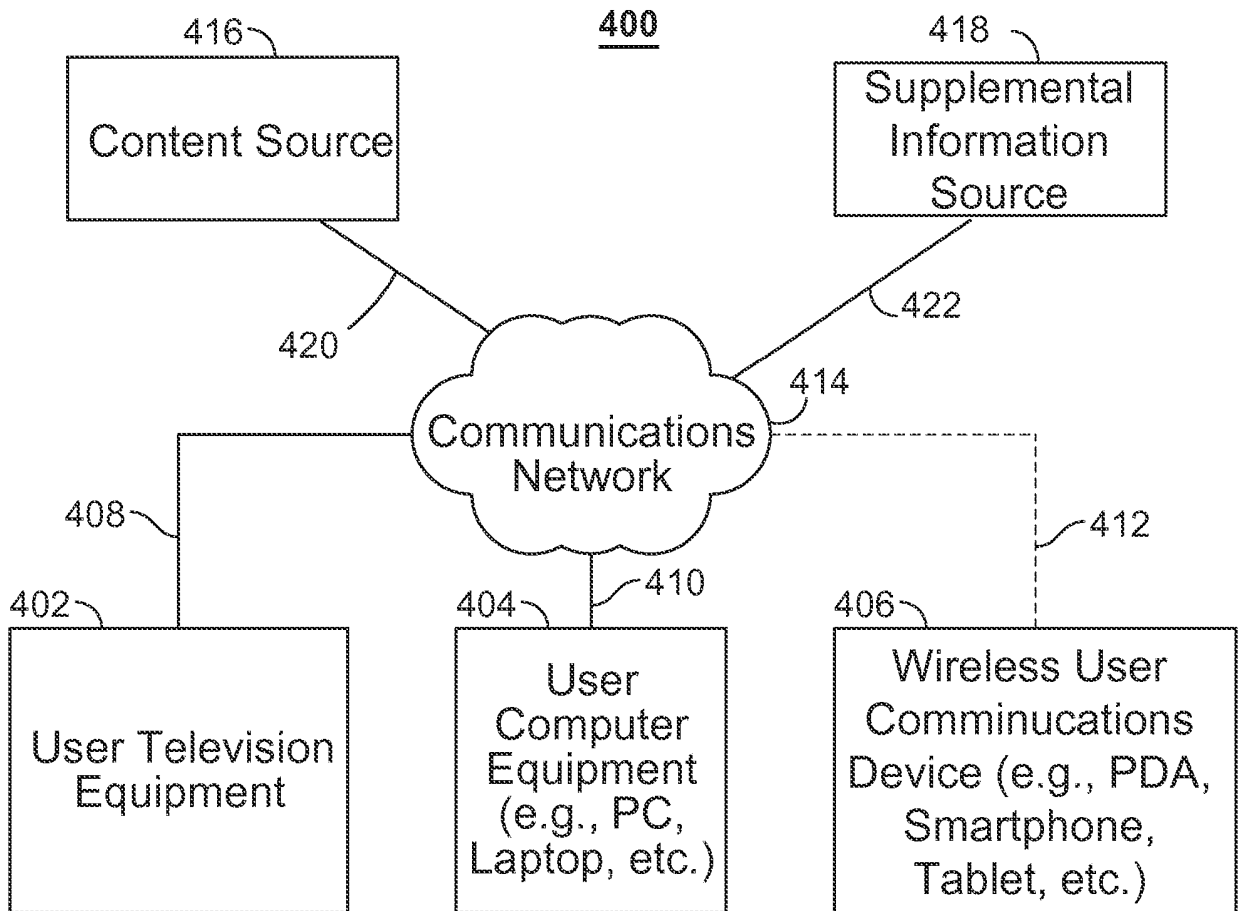 400
416
Content Source
418
Supplemental
Information
Source
420
422
414
Communications
Network
408
412
410
402
User Television
Equipment
404
User
Computer
Equipment
(e.g., PC,
Laptop, etc.)
406
Wireless User
Comminucations
Device (e.g., PDA,
Smartphone,
Tablet, etc.)